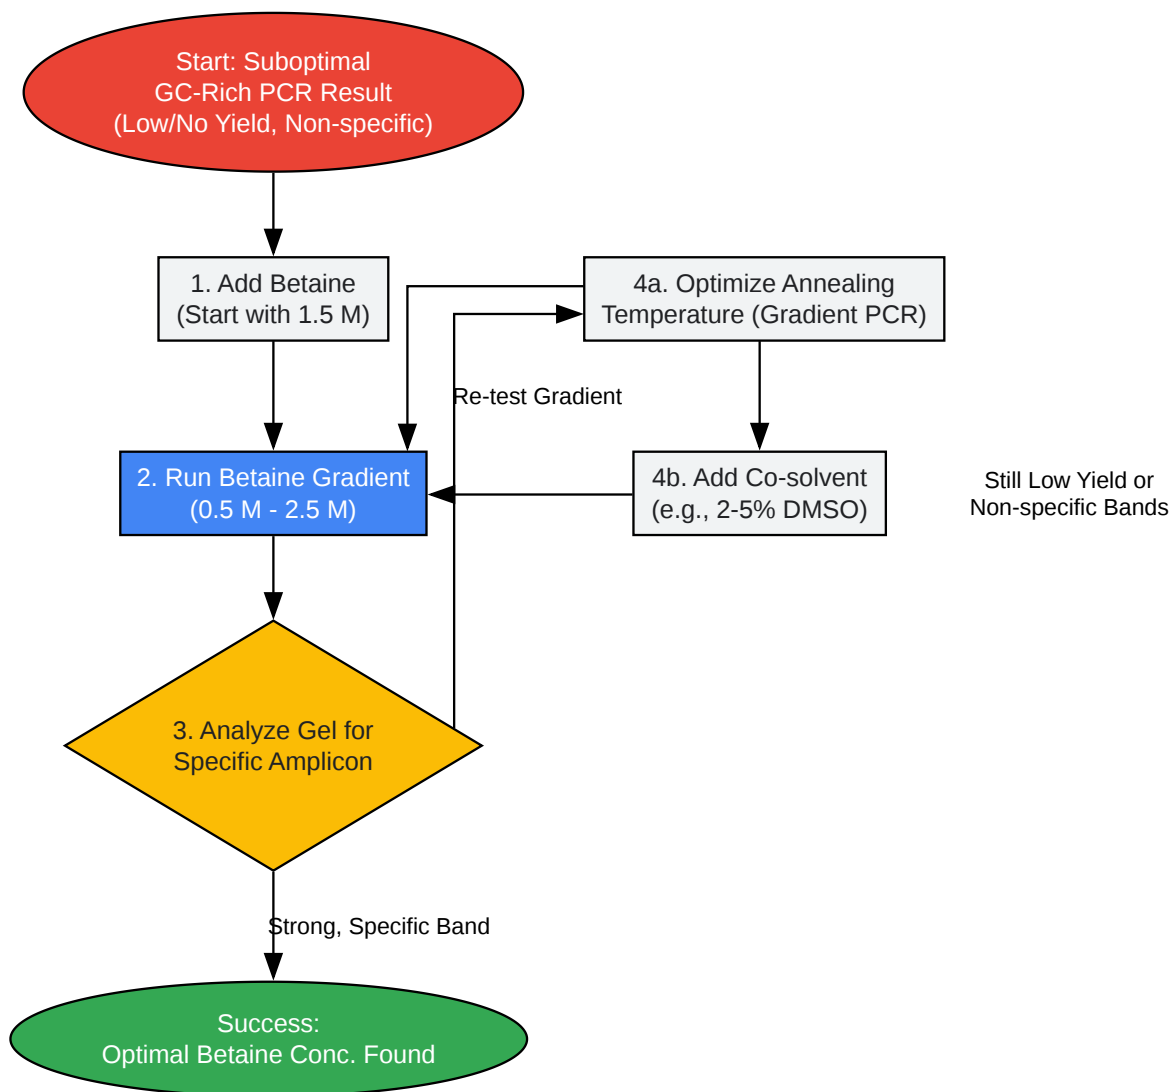 Start: Suboptimal
GC-Rich PCR Result
(Low/No Yield, Non-specific)
1. Add Betaine
(Start with 1.5 M)
4a. Optimize Annealing
Temperature (Gradient PCR)
Re-test Gradient
2. Run Betaine Gradient
(0.5 M - 2.5 M)
4b. Add Co-solvent
(e.g., 2-5% DMSO)
Still Low Yield or
Non-specific Bands
3. Analyze Gel for
Specific Amplicon
Strong, Specific Band
Success:
Optimal Betaine Conc. Found